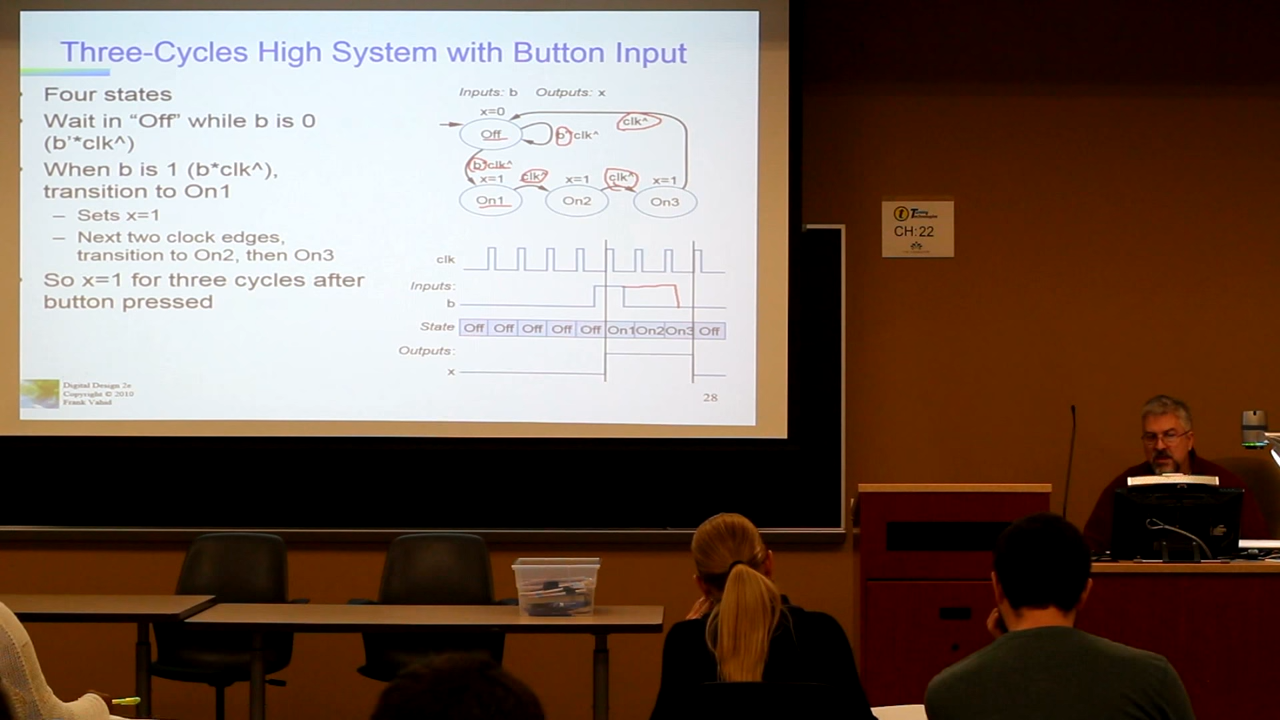 Three-Cycles High System with Button Input
Four states
Wait in “Off” while b is 0
(b'*clk^)
When b is 1 (b*clk^),
transition to On1
– Sets x=1
– Next two clock edges,
transition to On2, then On3
So x=1 for three cycles after
button pressed
Inputs: b Outputs: x
x=0
clk^
Off
b'*clk^
b*clk^
x=1 clk^ x=1 clk^ x=1
On1 On2 On3
clk
Inputs:
b
State Off Off Off Off Off On1 On2 On3 Off
Outputs:
x
Digital Design 2e
Copyright © 2010
Frank Vahid
28
Technologies
CH:22